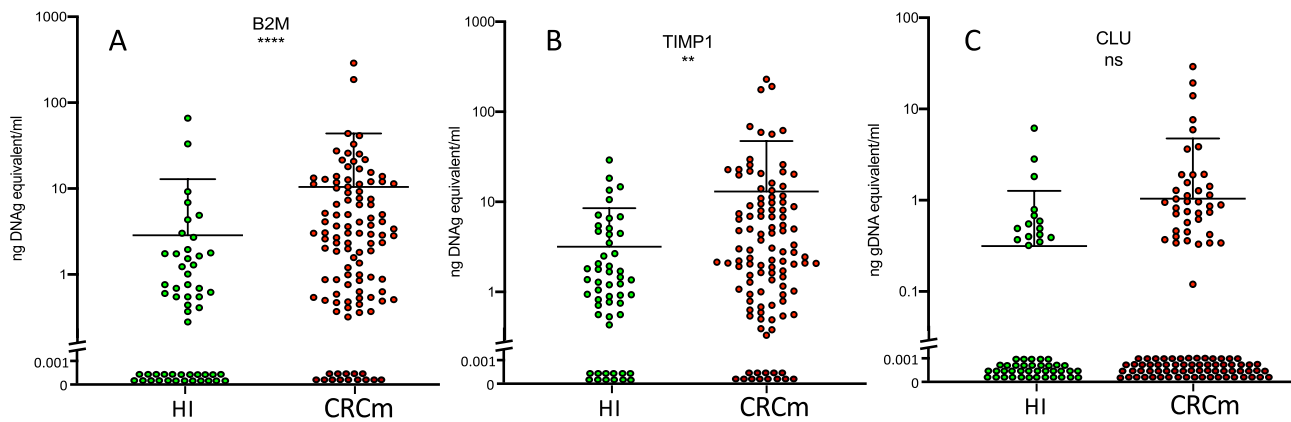 A
B2M
****
ng DNAg equivalent/ml
1000
100
10
1
0.001
0
HI
CRCm
B
TIMP1
**
ng DNAg equivalent/ml
1000
100
10
1
0.001
0
HI
CRCm
C
CLU
ns
ng gDNA equivalent/ml
100
10
1
0.1
0.001
0
HI
CRCm